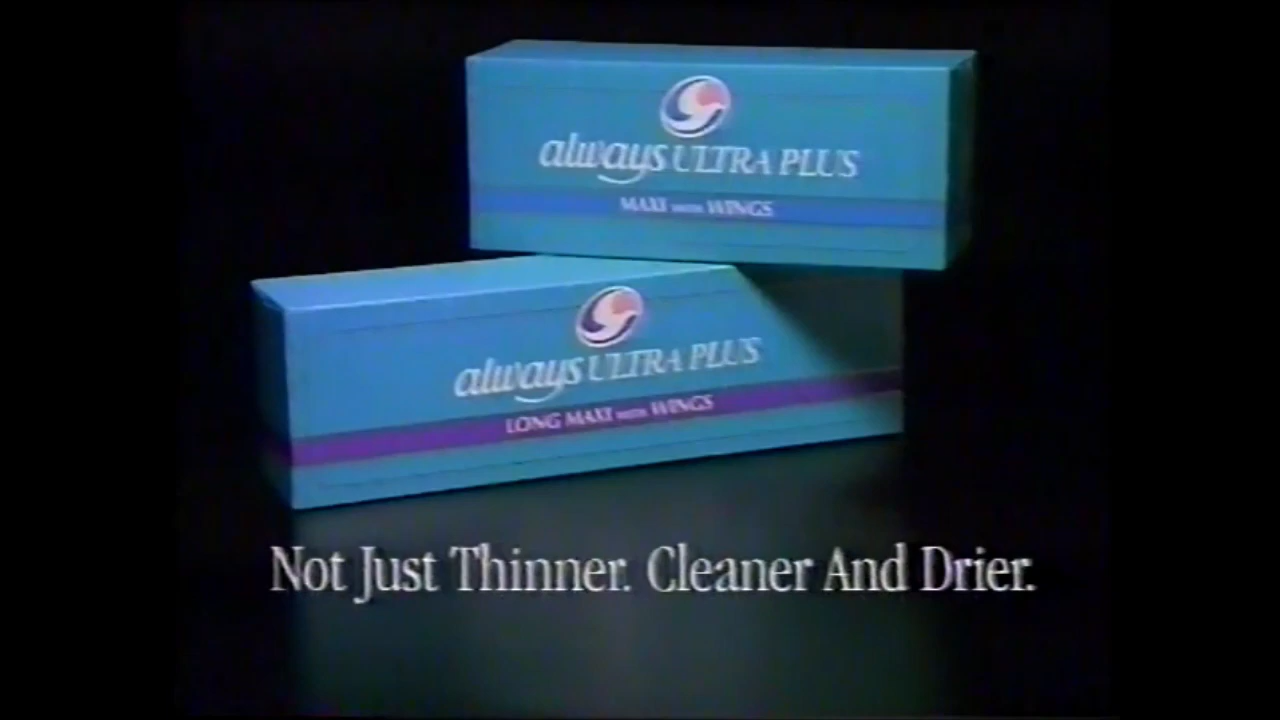 always ULTRA PLUS
MAXI WITH WINGS
always ULTRA PLUS
LONG MAXI WITH WINGS
Not Just Thinner. Cleaner And Drier.